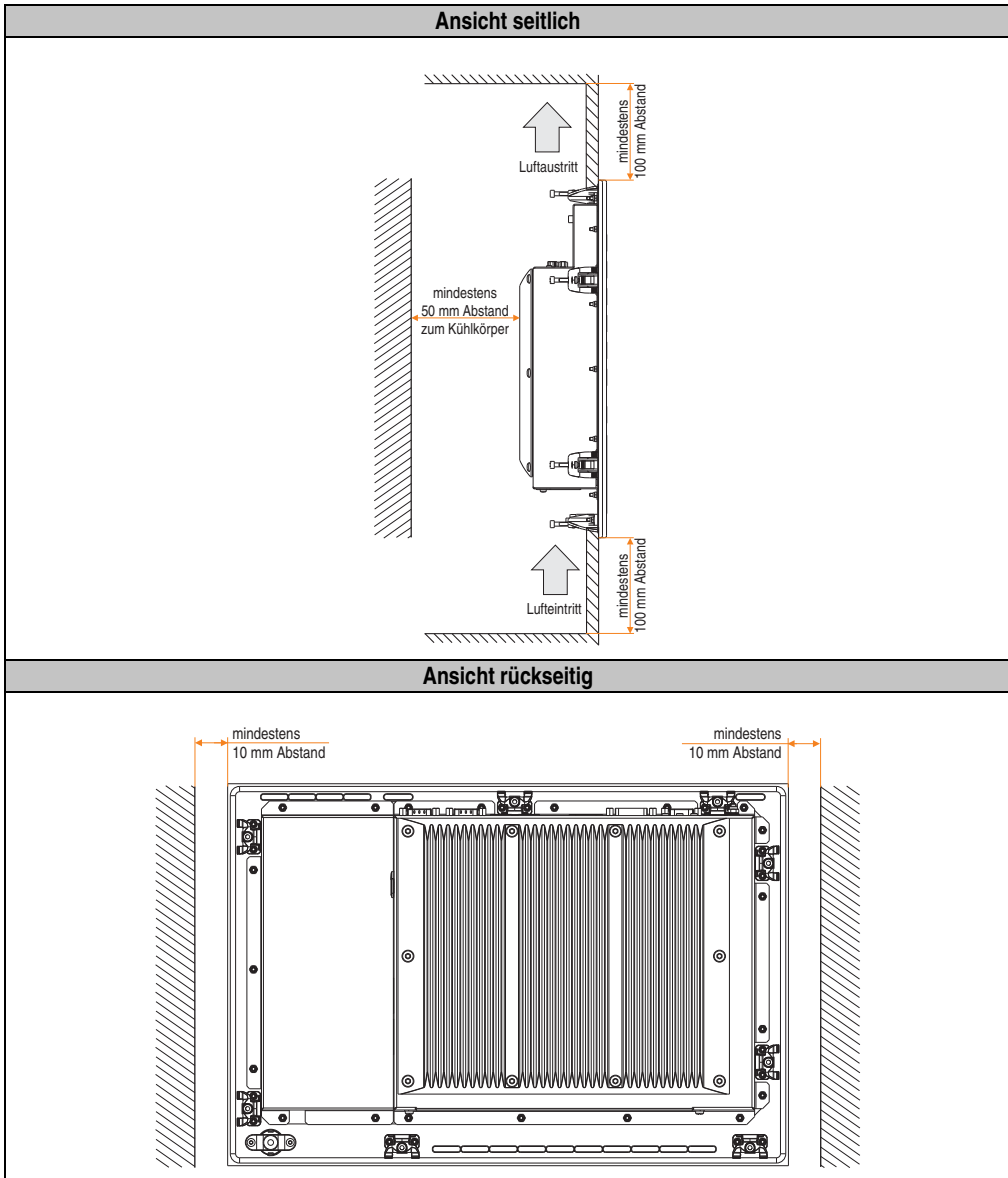 Ansicht seitlich
mindestens
100 mm Abstand
Luftaustritt
mindestens
50 mm Abstand
zum Kühlkörper
mindestens
100 mm Abstand
Lufteintritt
Ansicht rückseitig
mindestens
10 mm Abstand
mindestens
10 mm Abstand